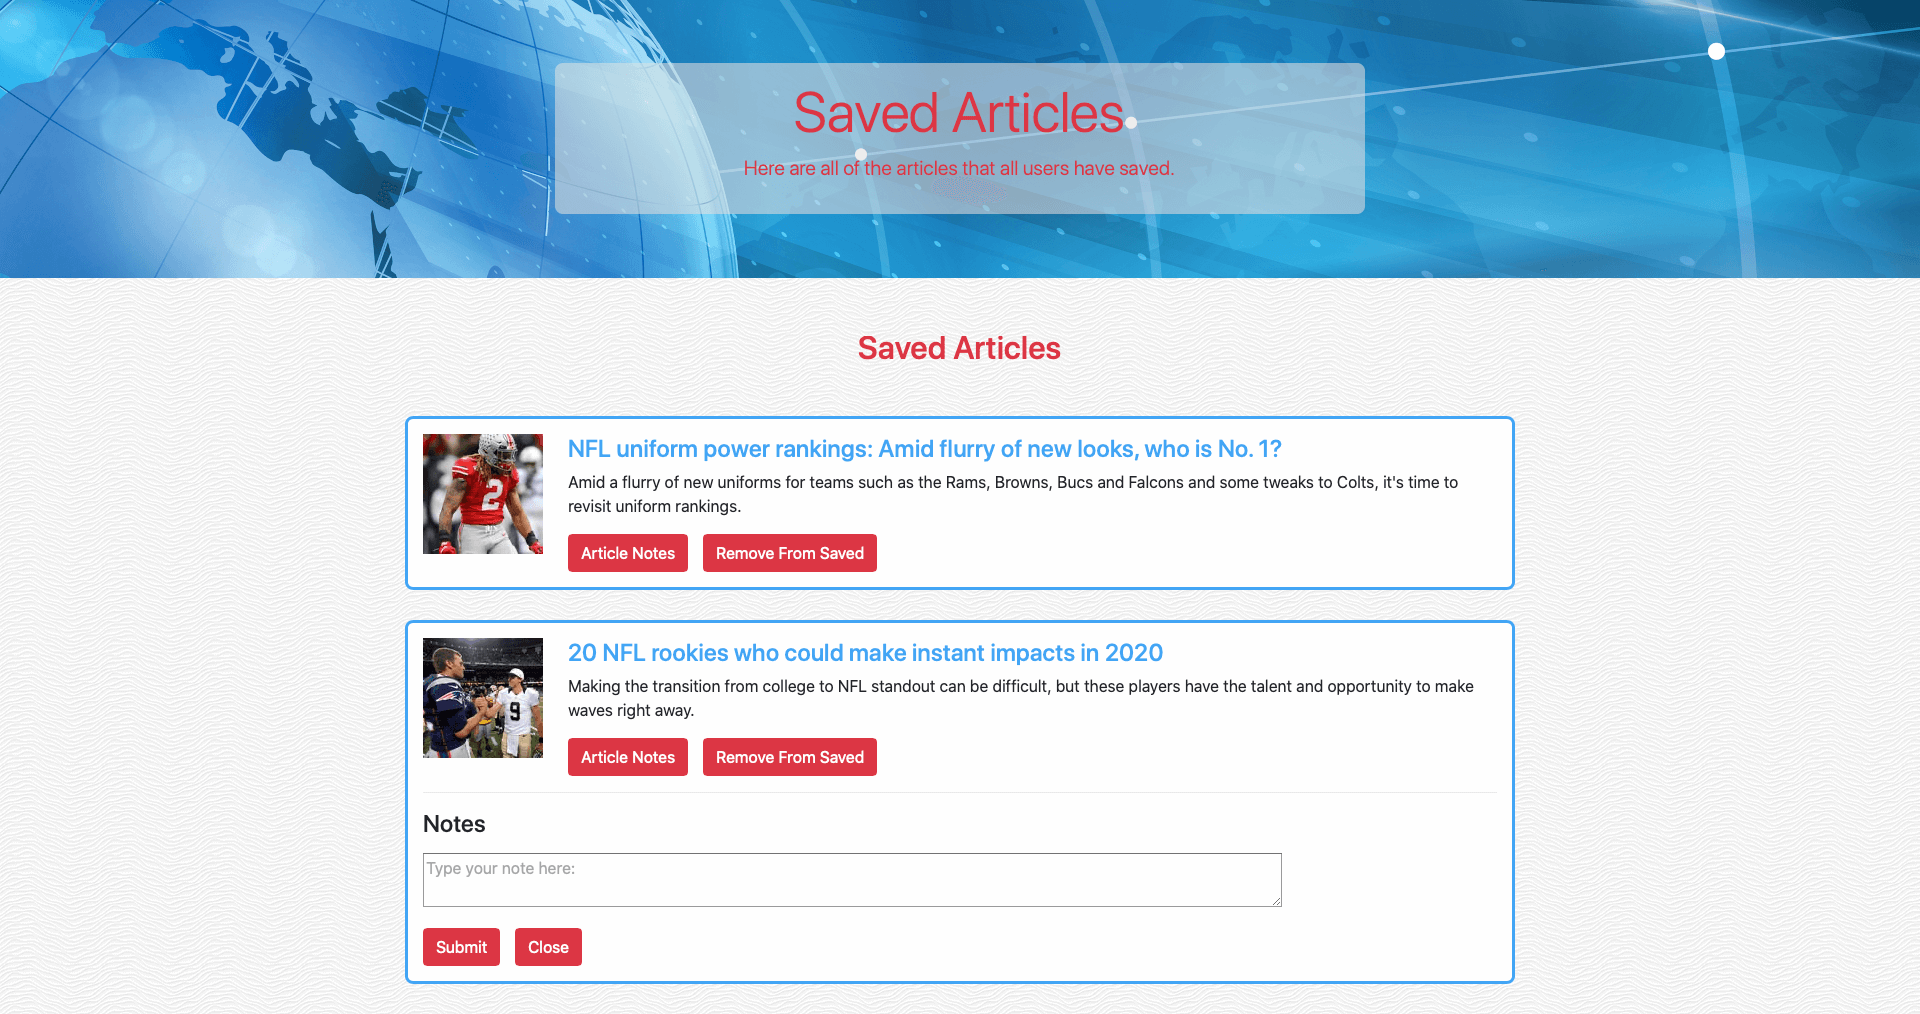 Saved Articles
Here are all of the articles that all users have saved.
Saved Articles
NFL uniform power rankings: Amid flurry of new looks, who is No. 1?
Amid a flurry of new uniforms for teams such as the Rams, Browns, Bucs and Falcons and some tweaks to Colts, it's time to
revisit uniform rankings.
2
Article Notes
Remove From Saved
20 NFL rookies who could make instant impacts in 2020
Making the transition from college to NFL standout can be difficult, but these players have the talent and opportunity to make
waves right away.
9
Article Notes
Remove From Saved
Notes
Type your note here:
Submit
Close